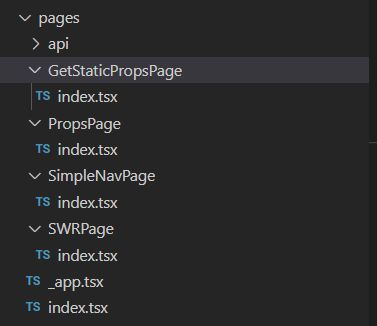 pages
api
GetStaticPropsPage
TS index.tsx
PropsPage
TS index.tsx
SimpleNavPage
TS index.tsx
SWRPage
TS index.tsx
TS _app.tsx
TS index.tsx